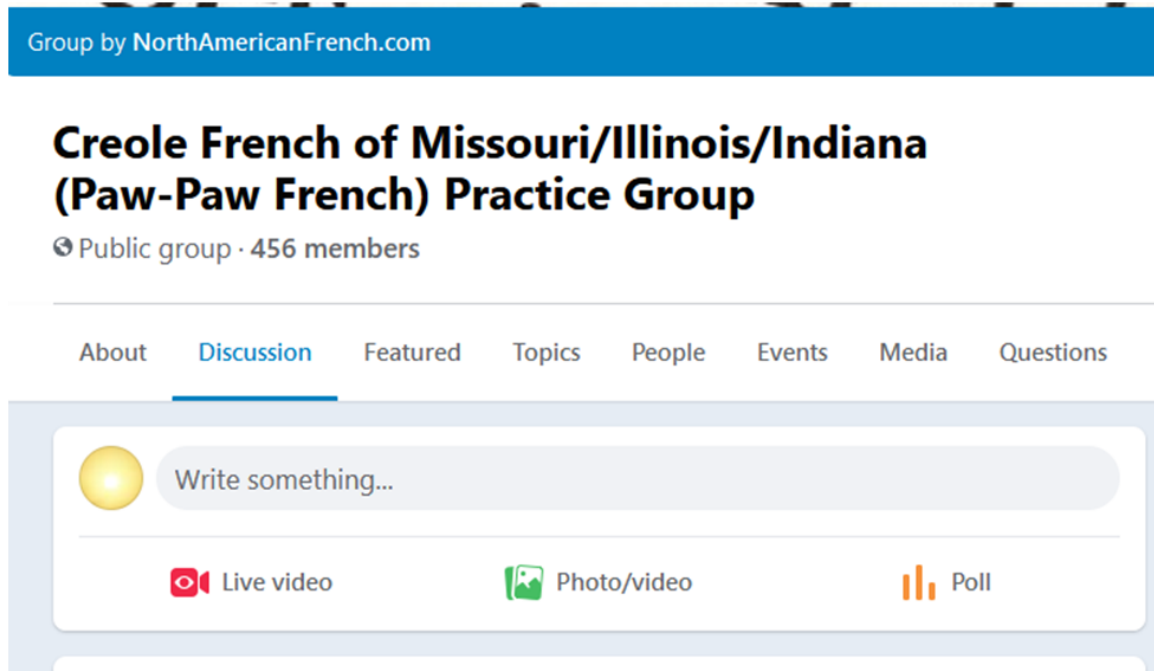 Group by NorthAmericanFrench.com
Creole French of Missouri/Illinois/Indiana
(Paw-Paw French) Practice Group
Public group · 456 members
About Discussion Featured Topics People Events Media Questions
Write something...
Live video Photo/video Poll